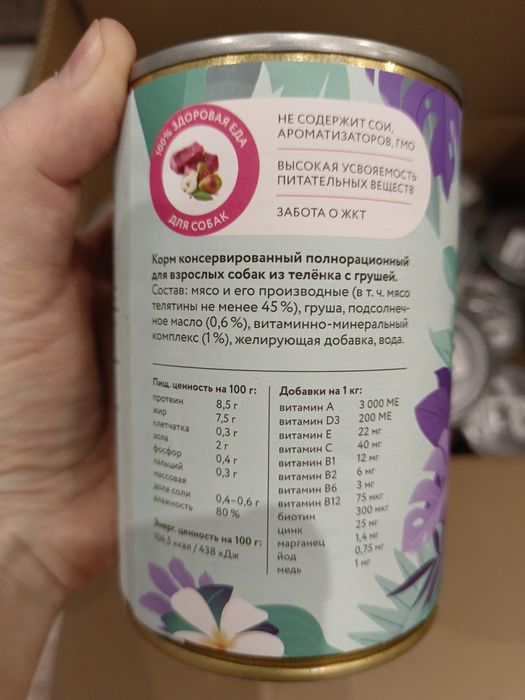 100% ЗДОРОВАЯ ЕДА
ДЛЯ СОБАК
НЕ СОДЕРЖИТ СОИ,
АРОМАТИЗАТОРОВ, ГМО
ВЫСОКАЯ УСВОЯЕМОСТЬ
ПИТАТЕЛЬНЫХ ВЕЩЕСТВ
ЗАБОТА О ЖКТ
Корм консервированный полнорационный
для взрослых собак из телёнка с грушей.
Состав: мясо и его производные (в т. ч. мясо
телятины не менее 45 %), груша, подсолнеч-
ное масло (0,6 %), витаминно-минеральный
комплекс (1 %), желирующая добавка, вода.
Пищ. ценность на 100 г:
протеин 8,5 г
жир 7,5 г
клетчатка 0,3 г
зола 2 г
фосфор 0,4 г
кальций 0,3 г
массовая
доля соли 0,4–0,6 г
влажность 80 %
Энерг. ценность на 100 г:
104,5 ккал / 438 кДж
Добавки на 1 кг:
витамин A 3 000 МЕ
витамин D3 200 МЕ
витамин E 22 мг
витамин C 40 мг
витамин B1 12 мг
витамин B2 6 мг
витамин B6 3 мг
витамин B12 75 мкг
биотин 300 мкг
цинк 25 мг
марганец 1,4 мг
йод 0,75 мг
медь 1 мг